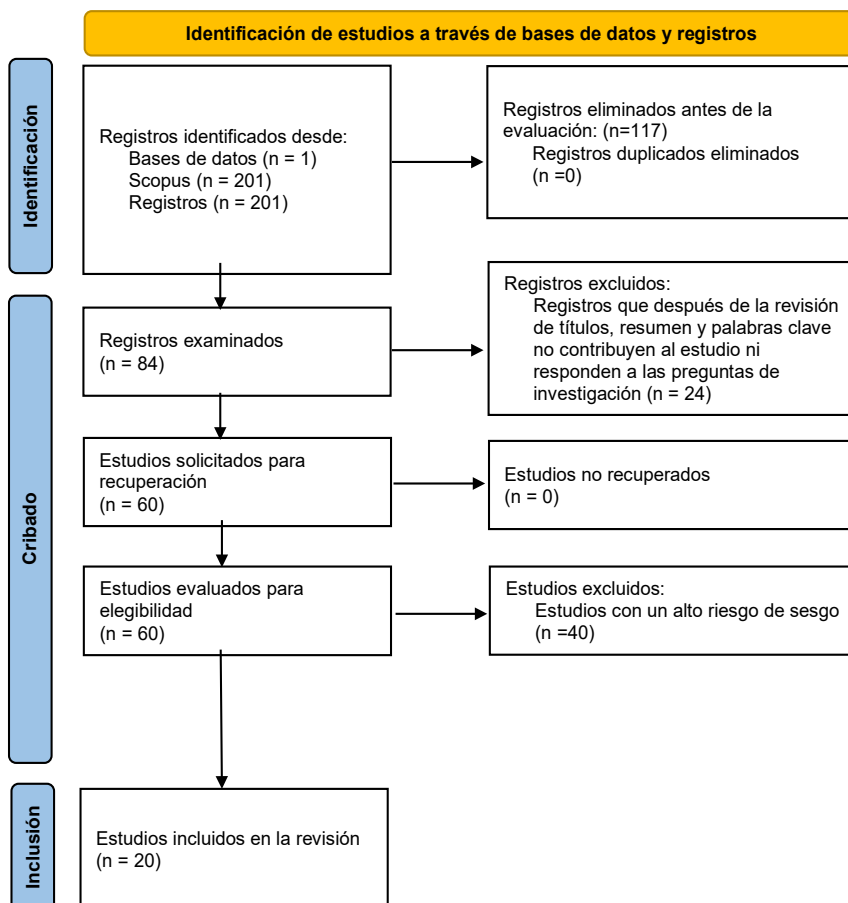 Identificación de estudios a través de bases de datos y registros
Identificación
Registros identificados desde:
Bases de datos (n = 1)
Scopus (n = 201)
Registros (n = 201)
Registros eliminados antes de la
evaluación: (n=117)
Registros duplicados eliminados
(n =0)
Cribado
Registros examinados
(n = 84)
Registros excluidos:
Registros que después de la revisión
de títulos, resumen y palabras clave
no contribuyen al estudio ni
responden a las preguntas de
investigación (n = 24)
Estudios solicitados para
recuperación
(n = 60)
Estudios no recuperados
(n = 0)
Estudios evaluados para
elegibilidad
(n = 60)
Estudios excluidos:
Estudios con un alto riesgo de sesgo
(n =40)
Inclusión
Estudios incluidos en la revisión
(n = 20)